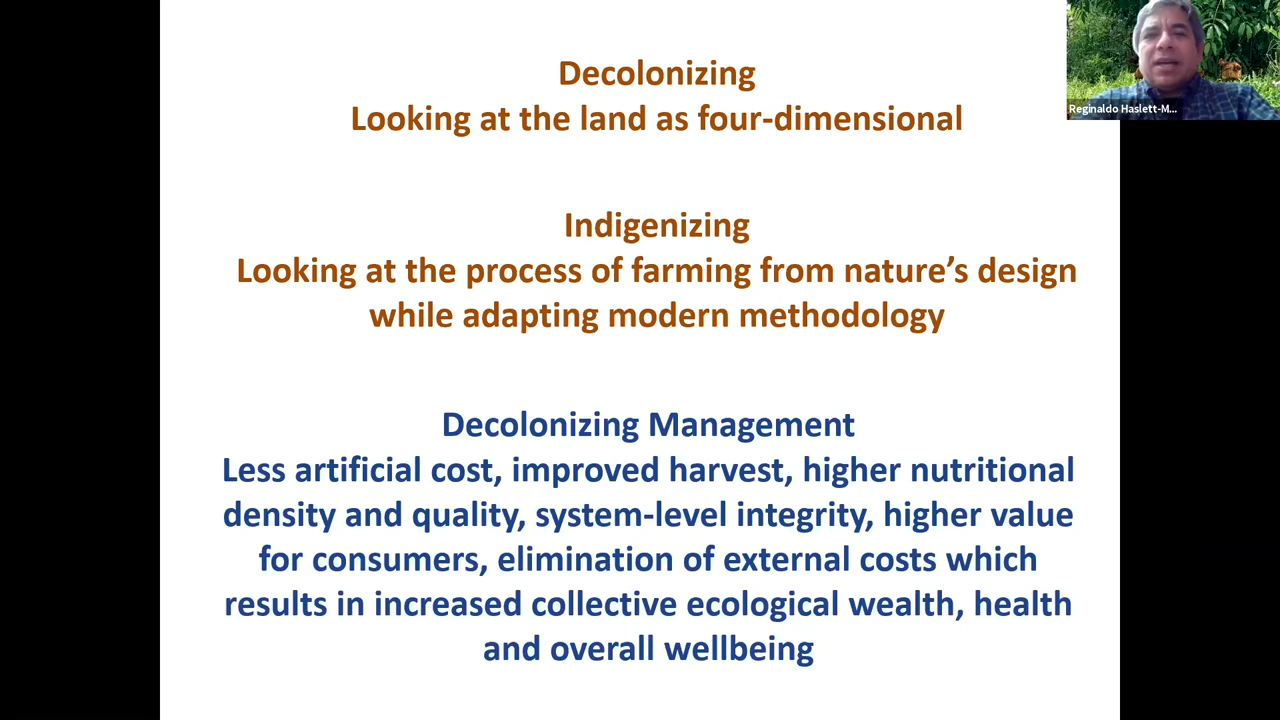 Decolonizing
Looking at the land as four-dimensional
Indigenizing
Looking at the process of farming from nature’s design
while adapting modern methodology
Decolonizing Management
Less artificial cost, improved harvest, higher nutritional
density and quality, system-level integrity, higher value
for consumers, elimination of external costs which
results in increased collective ecological wealth, health
and overall wellbeing
Reginaldo Haslett-M...